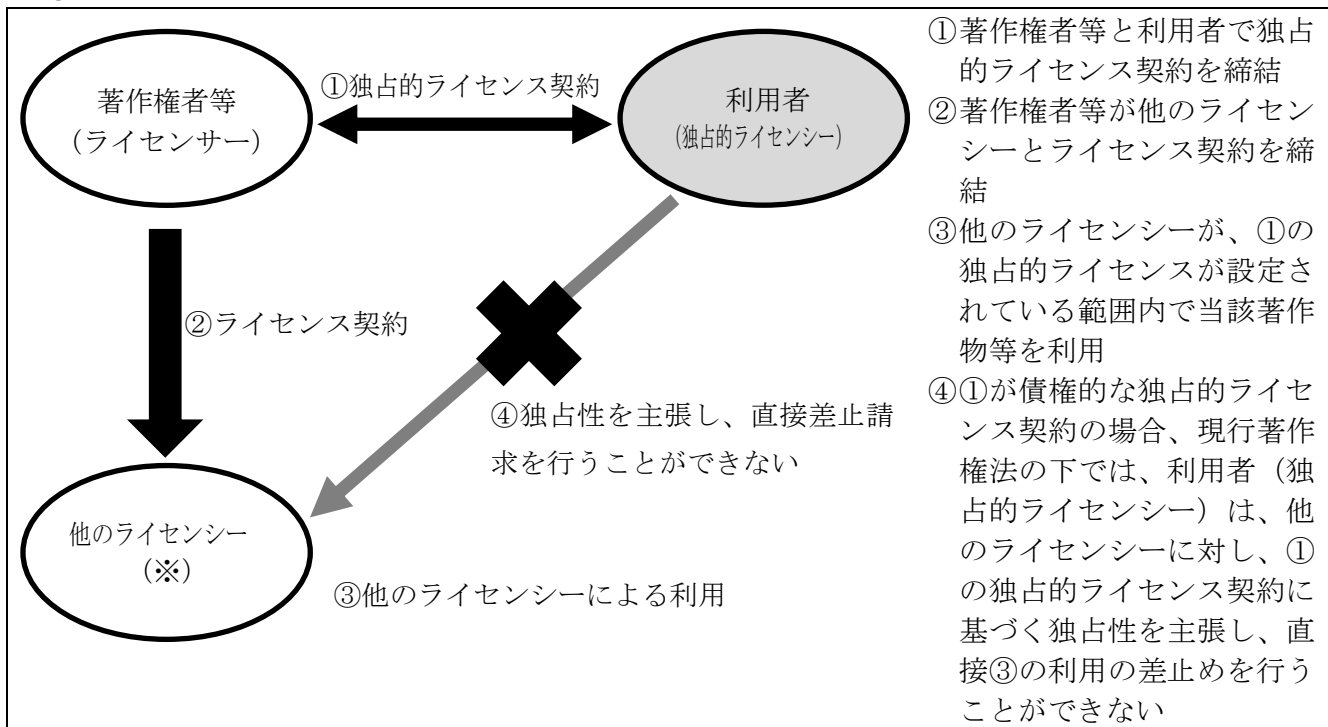 著作権者等
(ライセンサー)
①独占的ライセンス契約
利用者
(独占的ライセンシー)
②ライセンス契約
④独占性を主張し、直接差止請
求を行うことができない
他のライセンシー
(※)
③他のライセンシーによる利用
①著作権者等と利用者で独占
的ライセンス契約を締結
②著作権者等が他のライセン
シーとライセンス契約を締
結
③他のライセンシーが、①の
独占的ライセンスが設定さ
れている範囲内で当該著作
物等を利用
④①が債権的な独占的ライセ
ンス契約の場合、現行著作
権法の下では、利用者(独
占的ライセンシー)は、他
のライセンシーに対し、①
の独占的ライセンス契約に
基づく独占性を主張し、直
接③の利用の差止めを行う
ことができない